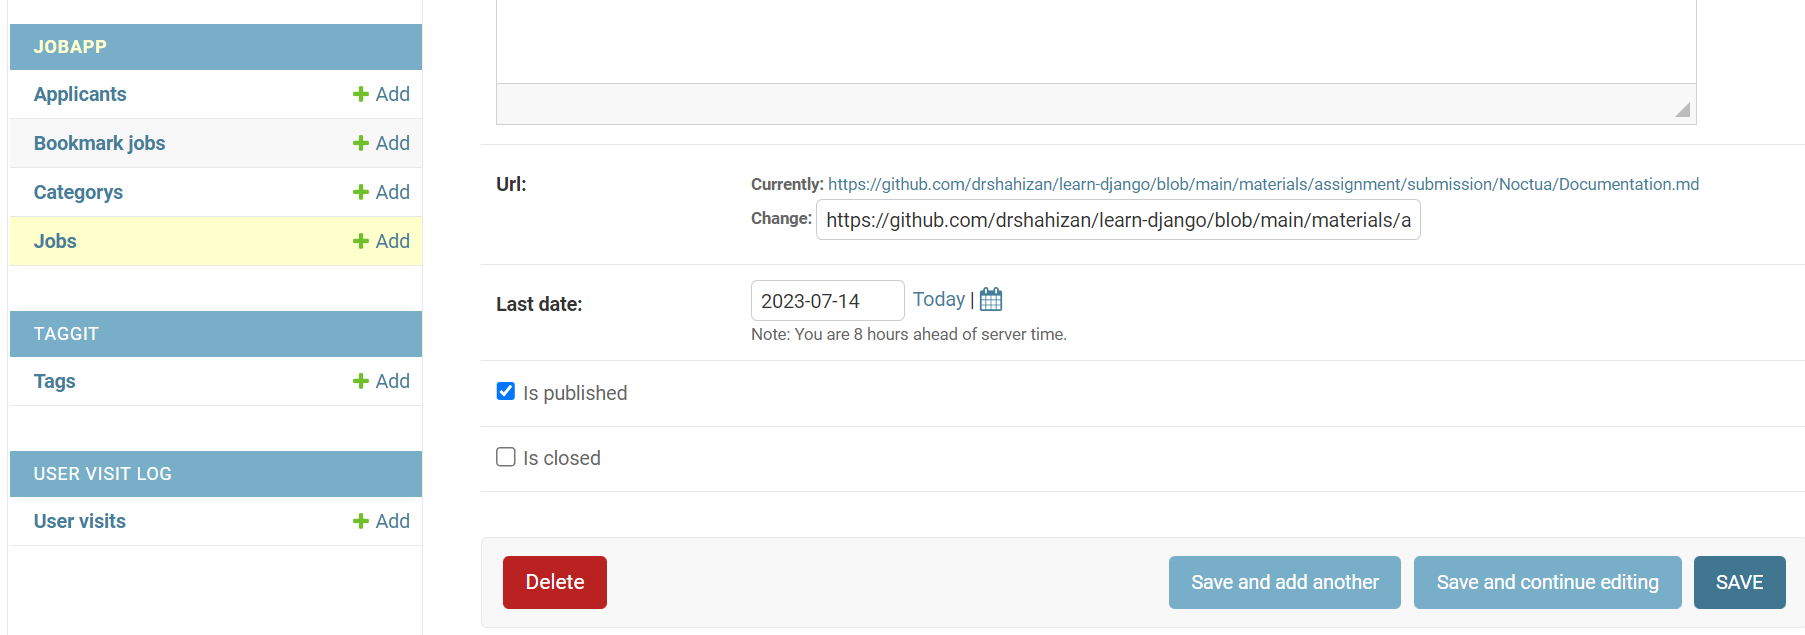 JOBAPP
Applicants + Add
Bookmark jobs + Add
Categorys + Add
Jobs + Add
TAGGIT
Tags + Add
USER VISIT LOG
User visits + Add
Url:
Currently: https://github.com/drshahizan/learn-django/blob/main/materials/assignment/submission/Noctua/Documentation.md
Change: https://github.com/drshahizan/learn-django/blob/main/materials/a
Last date:
2023-07-14 Today |
Note: You are 8 hours ahead of server time.
Is published
Is closed
Delete
Save and add another
Save and continue editing
SAVE